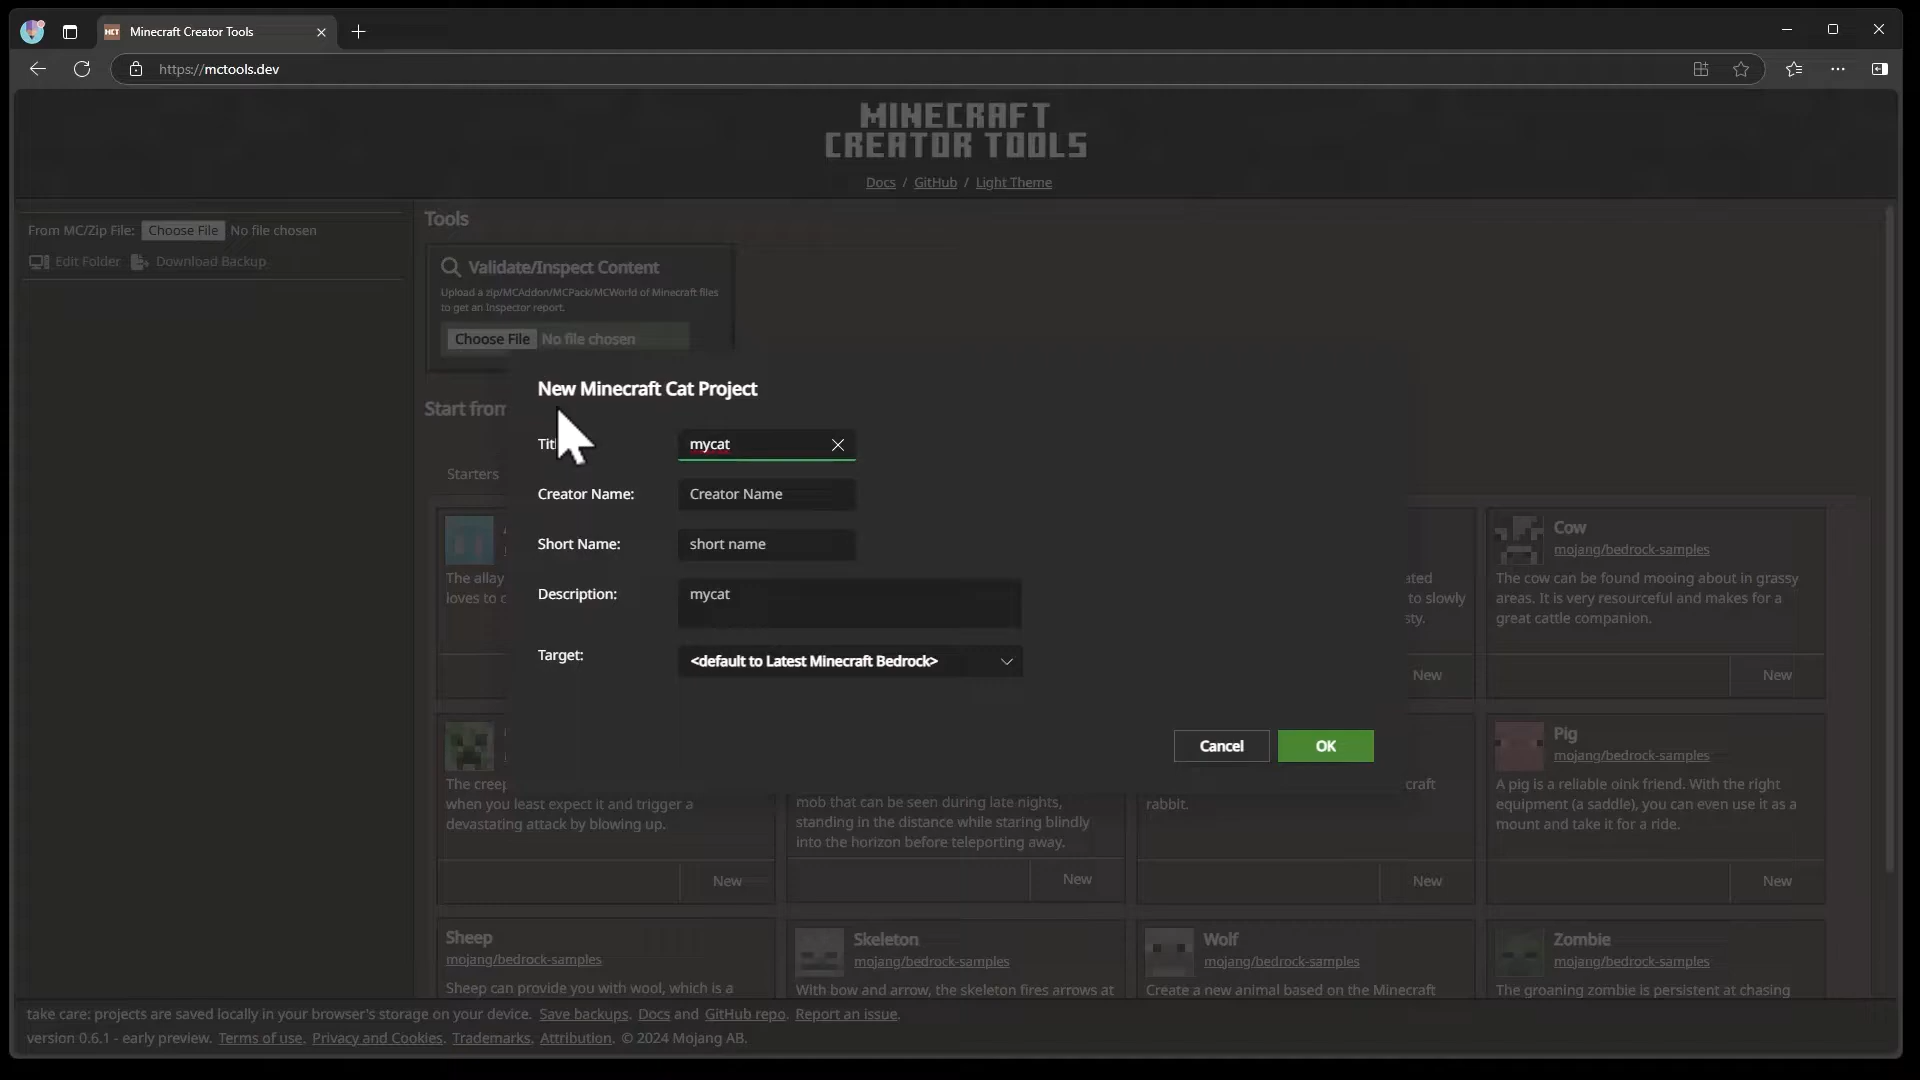 Minecraft Creator Tools
https://mctools.dev
MINECRAFT
CREATOR TOOLS
Docs / GitHub / Light Theme
From MC/Zip File: Choose File No file chosen
Edit Folder Download Backup
Tools
Validate/Inspect Content
Upload a zip/MCAddon/MCPack/MCWorld of Minecraft files
to get an Inspector report.
Choose File No file chosen
Start from
Starters
New Minecraft Cat Project
Title: mycat
Creator Name: Creator Name
Short Name: short name
Description: mycat
Target: <default to Latest Minecraft Bedrock>
Cancel OK
The allay
loves to c
to slowly
New
Cow
mojang/bedrock-samples
The cow can be found mooing about in grassy
areas. It is very resourceful and makes for a
great cattle companion.
New
The creep
when you least expect it and trigger a
devastating attack by blowing up.
New
mob that can be seen during late nights,
standing in the distance while staring blindly
into the horizon before teleporting away.
New
craft
rabbit.
New
Pig
mojang/bedrock-samples
A pig is a reliable oink friend. With the right
equipment (a saddle), you can even use it as a
mount and take it for a ride.
New
Sheep
mojang/bedrock-samples
Sheep can provide you with wool, which is a
Skeleton
mojang/bedrock-samples
With bow and arrow, the skeleton fires arrows at
Wolf
mojang/bedrock-samples
Create a new animal based on the Minecraft
Zombie
mojang/bedrock-samples
The groaning zombie is persistent at chasing
take care: projects are saved locally in your browser's storage on your device. Save backups. Docs and GitHub repo. Report an issue.
version 0.6.1 - early preview. Terms of use. Privacy and Cookies. Trademarks. Attribution. © 2024 Mojang AB.